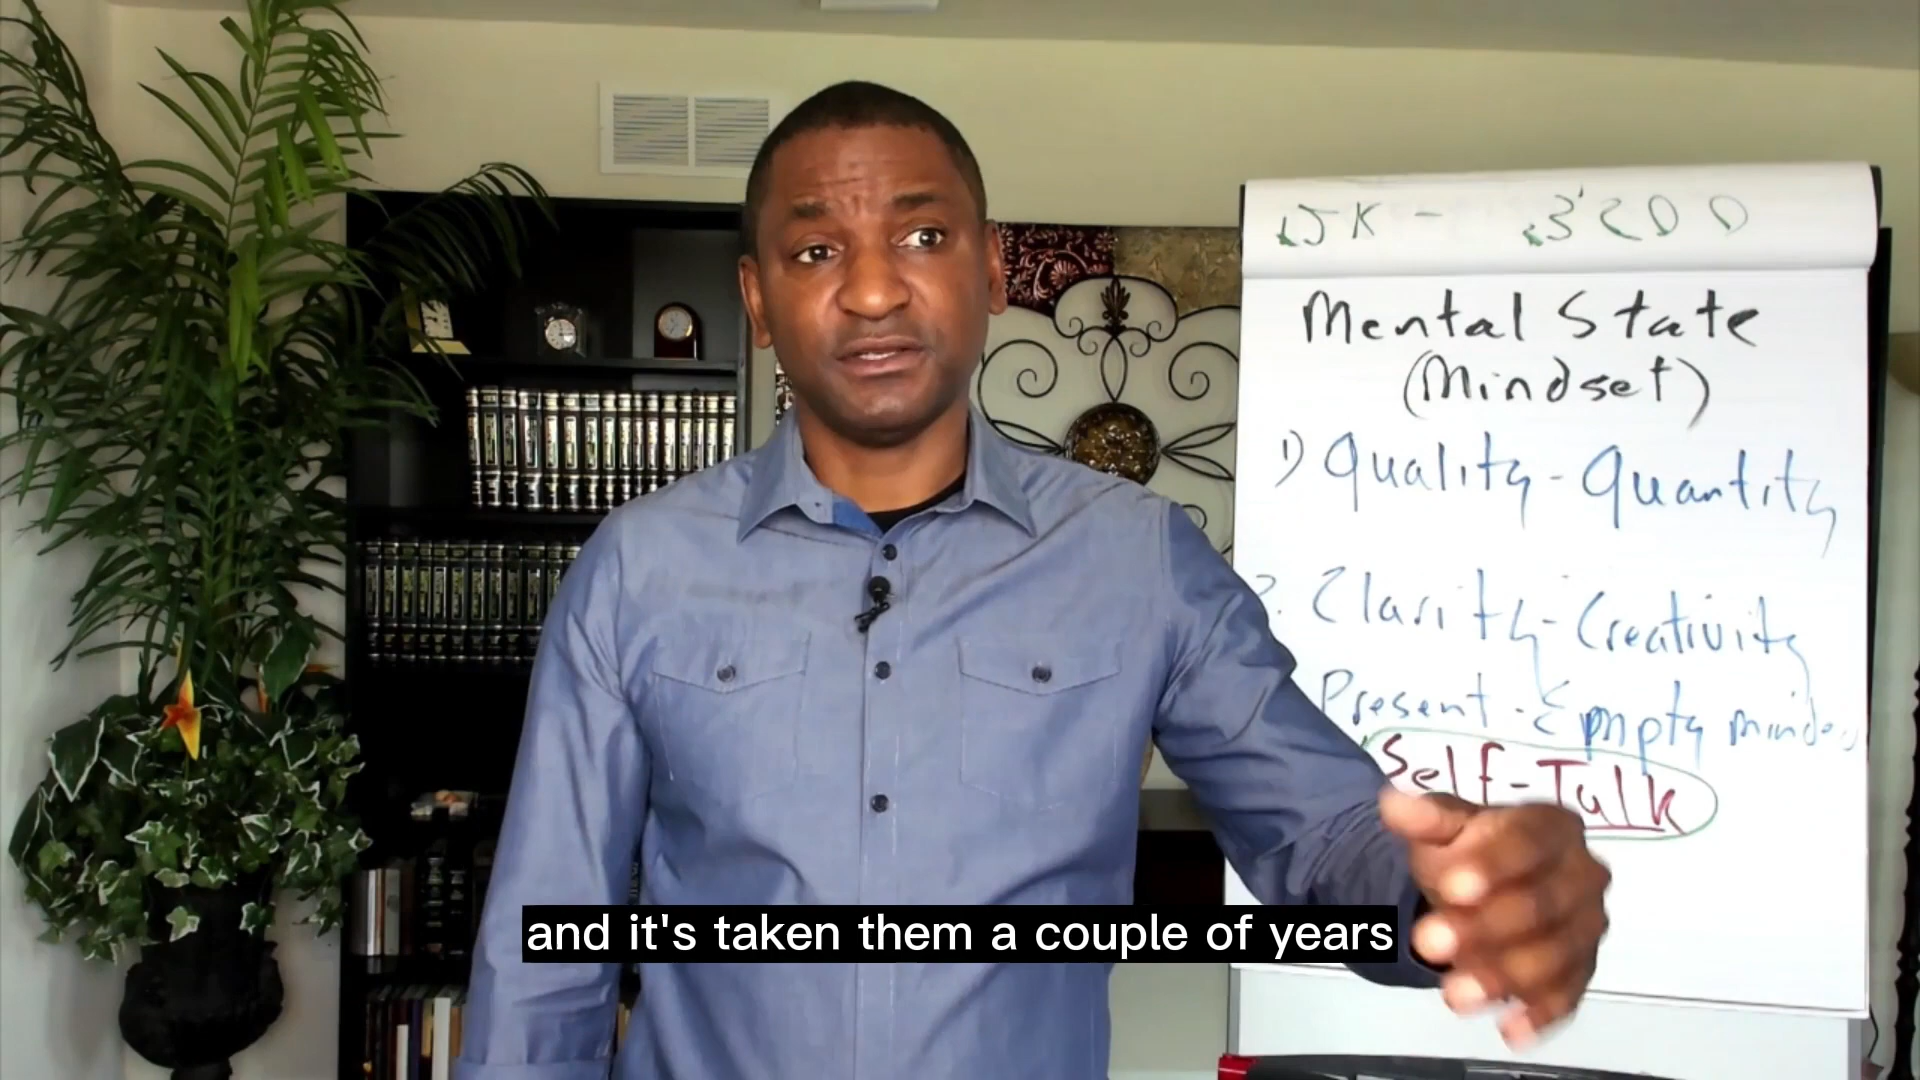 Mental State
(Mindset)
1) Quality - Quantity
2. Clarity - Creativity
Present - Empty
Self-Talk
and it's taken them a couple of years